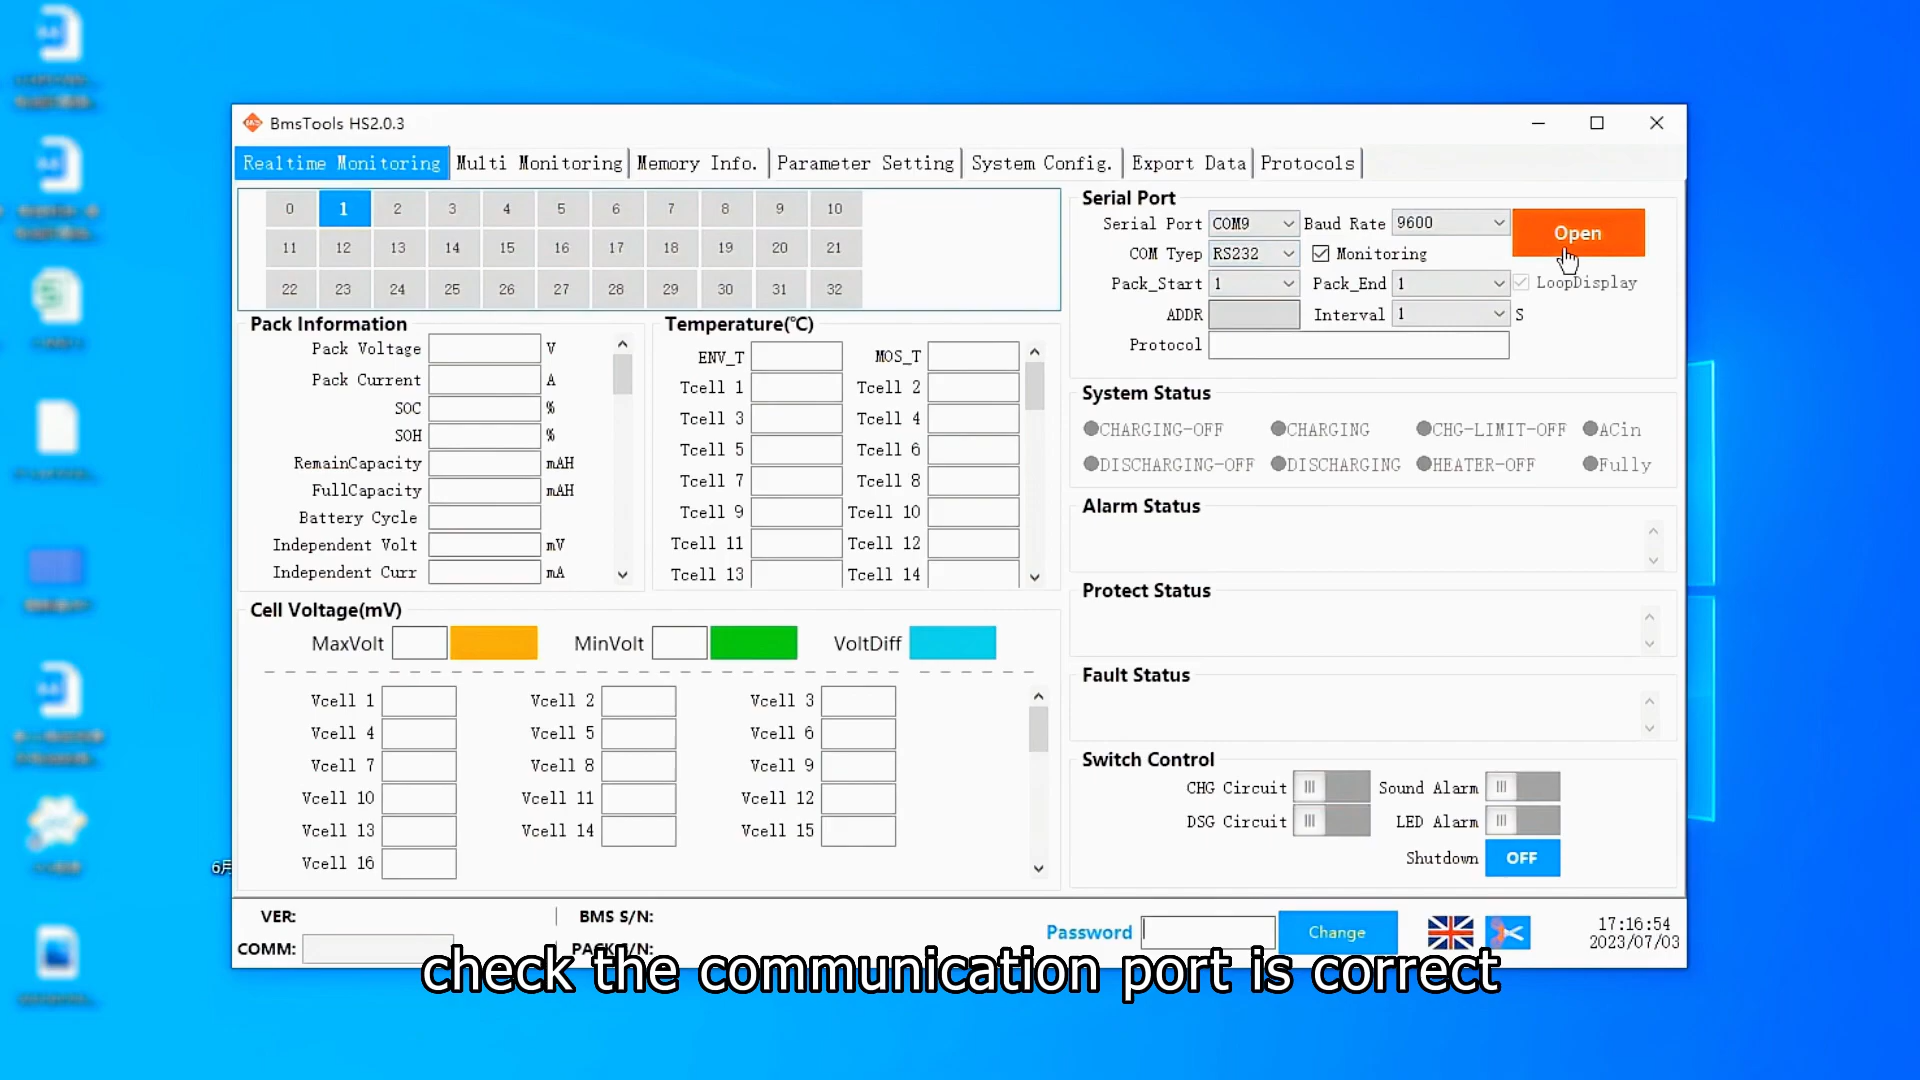 BmsTools HS2.0.3
Realtime Monitoring Multi Monitoring Memory Info. Parameter Setting System Config. Export Data Protocols
0 1 2 3 4 5 6 7 8 9 10
11 12 13 14 15 16 17 18 19 20 21
22 23 24 25 26 27 28 29 30 31 32
Pack Information
Pack Voltage V
Pack Current A
SOC %
SOH %
RemainCapacity mAH
FullCapacity mAH
Battery Cycle
Independent Volt mV
Independent Curr mA
Temperature(℃)
ENV_T MOS_T
Tcell 1 Tcell 2
Tcell 3 Tcell 4
Tcell 5 Tcell 6
Tcell 7 Tcell 8
Tcell 9 Tcell 10
Tcell 11 Tcell 12
Tcell 13 Tcell 14
Cell Voltage(mV)
MaxVolt MinVolt VoltDiff
Vcell 1 Vcell 2 Vcell 3
Vcell 4 Vcell 5 Vcell 6
Vcell 7 Vcell 8 Vcell 9
Vcell 10 Vcell 11 Vcell 12
Vcell 13 Vcell 14 Vcell 15
Vcell 16
Serial Port
Serial Port COM9 Baud Rate 9600 Open
COM Tyep RS232 Monitoring
Pack_Start 1 Pack_End 1 LoopDisplay
ADDR Interval 1 S
Protocol
System Status
CHARGING-OFF CHARGING CHG-LIMIT-OFF ACin
DISCHARGING-OFF DISCHARGING HEATER-OFF Fully
Alarm Status
Protect Status
Fault Status
Switch Control
CHG Circuit Sound Alarm
DSG Circuit LED Alarm
Shutdown OFF
6月
VER: BMS S/N:
COMM: PACK S/N:
Password Change
17:16:54
2023/07/03
check the communication port is correct